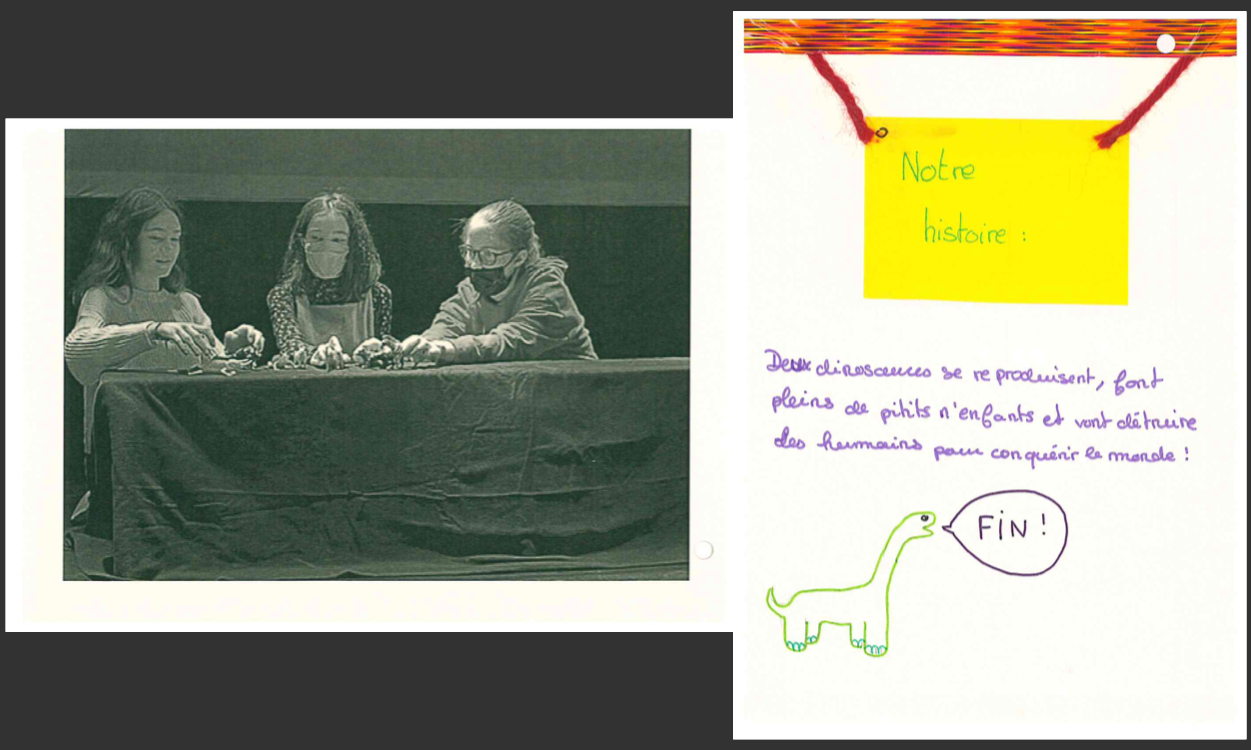 Notre
histoire :
Deux dinosaures se reproduisent, font
pleins de pitits n'enfants et vont détruire
des humains pour conquérir le monde !
FIN !